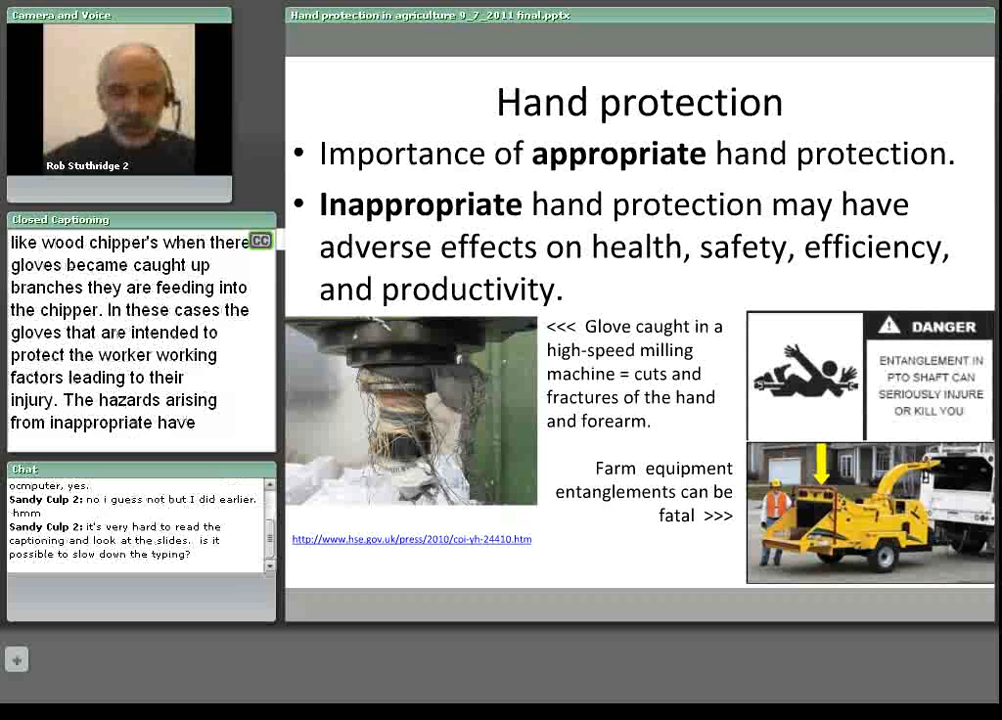 Camera and Voice
Rob Stuthridge 2
Closed Captioning
CC
like wood chipper's when there
gloves became caught up
branches they are feeding into
the chipper. In these cases the
gloves that are intended to
protect the worker working
factors leading to their
injury. The hazards arising
from inappropriate have
Chat
ocmputer, yes.
Sandy Culp 2: no i guess not but I did earlier.
hmm
Sandy Culp 2: it's very hard to read the
captioning and look at the slides. is it
possible to slow down the typing?
Hand protection in agriculture 9_7_2011 final.pptx
Hand protection
• Importance of appropriate hand protection.
• Inappropriate hand protection may have
adverse effects on health, safety, efficiency,
and productivity.
<<< Glove caught in a
high-speed milling
machine = cuts and
fractures of the hand
and forearm.
Farm equipment
entanglements can be
fatal >>>
http://www.hse.gov.uk/press/2010/coi-yh-24410.htm
DANGER
ENTANGLEMENT IN
PTO SHAFT CAN
SERIOUSLY INJURE
OR KILL YOU